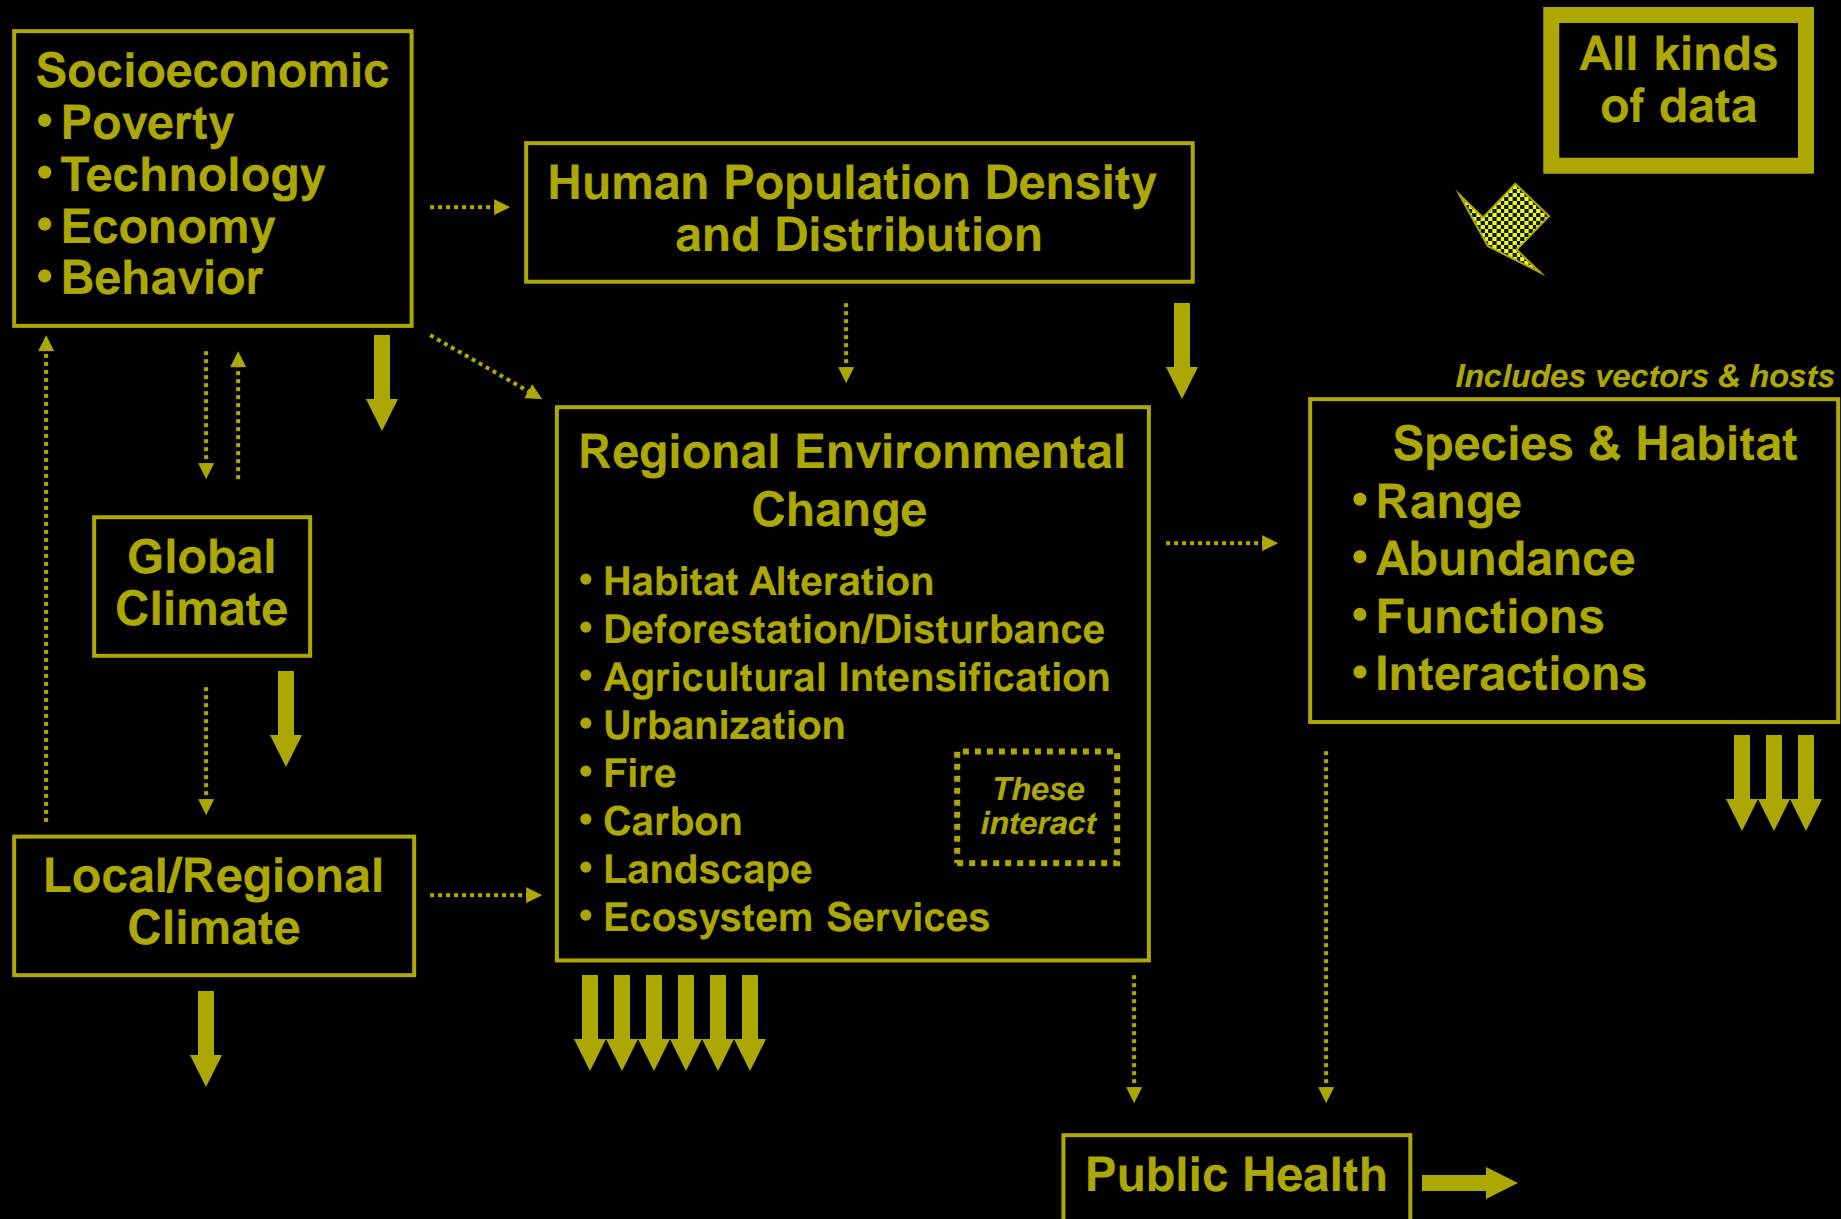 Socioeconomic
• Poverty
• Technology
• Economy
• Behavior
Human Population Density
and Distribution
All kinds
of data
Global
Climate
Local/Regional
Climate
Regional Environmental
Change
• Habitat Alteration
• Deforestation/Disturbance
• Agricultural Intensification
• Urbanization
• Fire
• Carbon
• Landscape
• Ecosystem Services
These
interact
Includes vectors & hosts
Species & Habitat
• Range
• Abundance
• Functions
• Interactions
Public Health